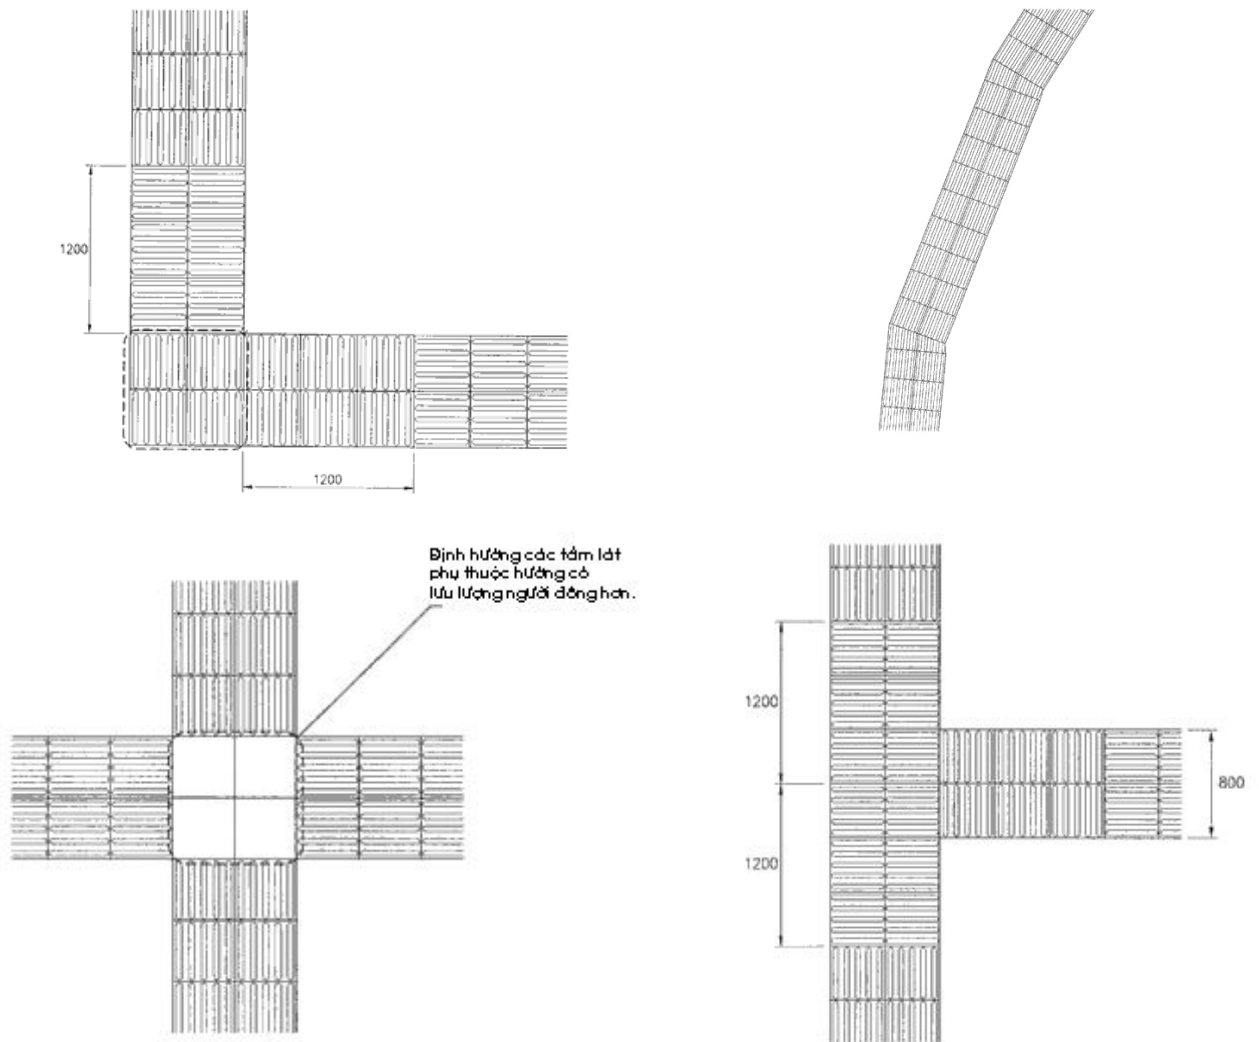 1200
1200
Định hướng các tấm lát
phụ thuộc hướng có
lưu lượng người đông hơn.
1200
800
1200